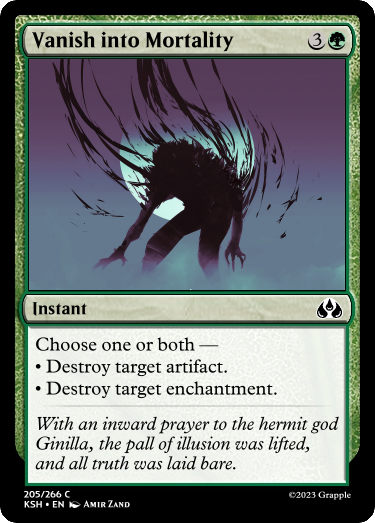 Vanish into Mortality 3
Instant
Choose one or both —
• Destroy target artifact.
• Destroy target enchantment.
With an inward prayer to the hermit god
Ginilla, the pall of illusion was lifted,
and all truth was laid bare.
205/266 C
KSH • EN Amir Zand
©2023 Grapple